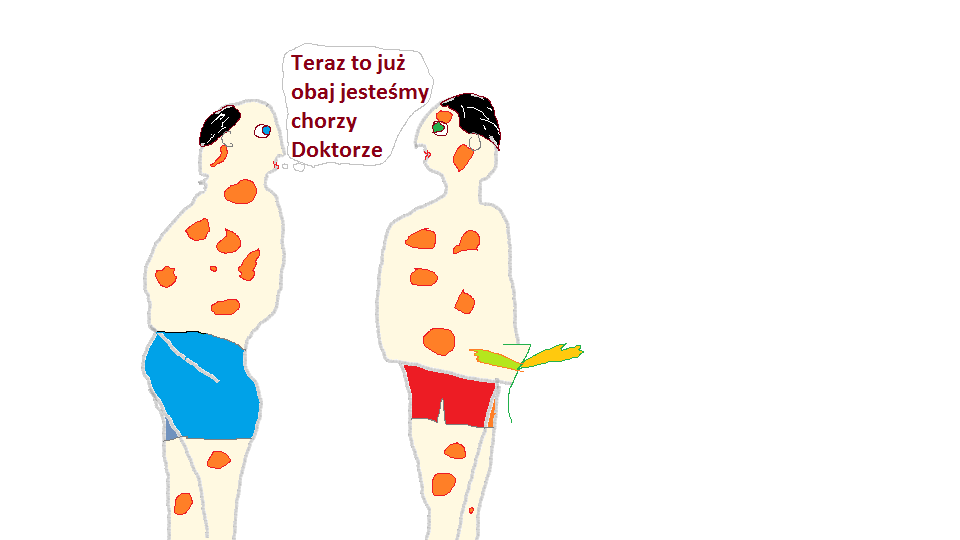 Teraz to już
obaj jesteśmy
chorzy
Doktorze